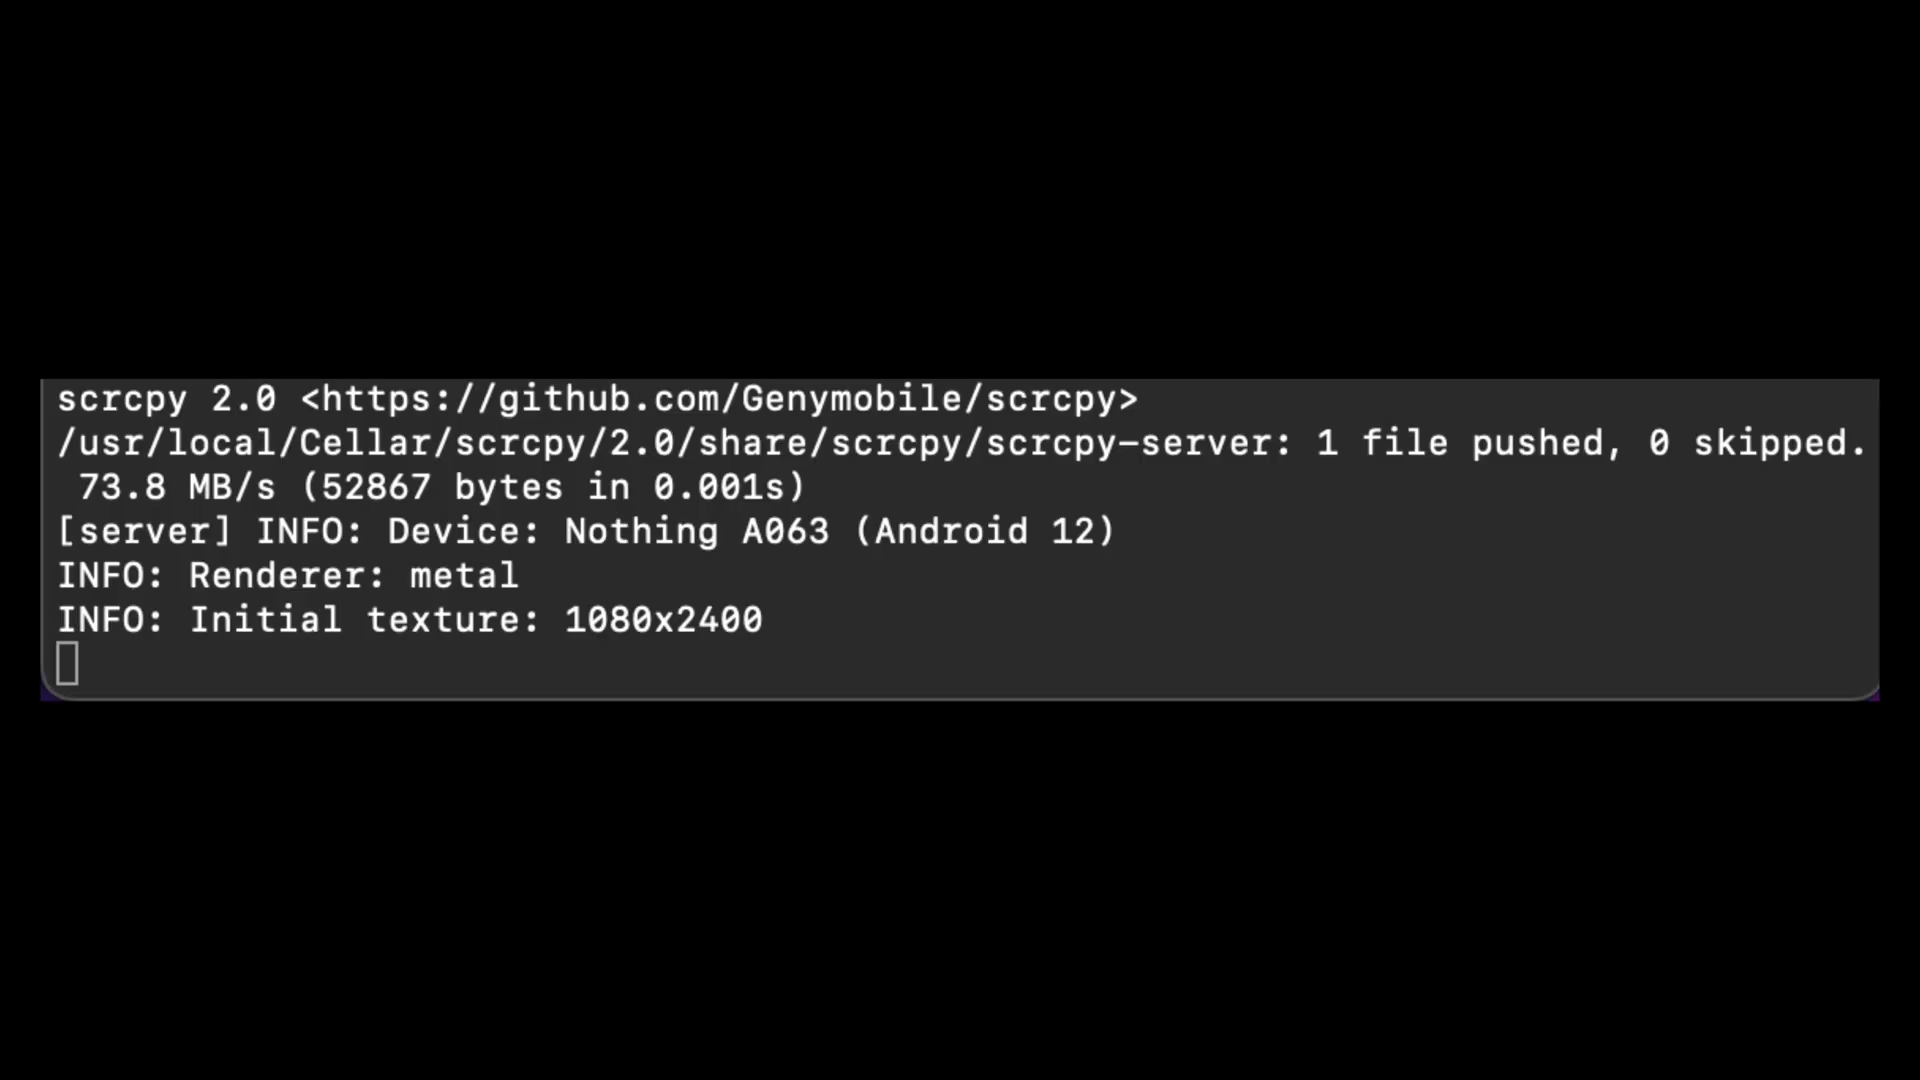 scrcpy 2.0 <https://github.com/Genymobile/scrcpy>
/usr/local/Cellar/scrcpy/2.0/share/scrcpy/scrcpy-server: 1 file pushed, 0 skipped.
73.8 MB/s (52867 bytes in 0.001s)
[server] INFO: Device: Nothing A063 (Android 12)
INFO: Renderer: metal
INFO: Initial texture: 1080x2400